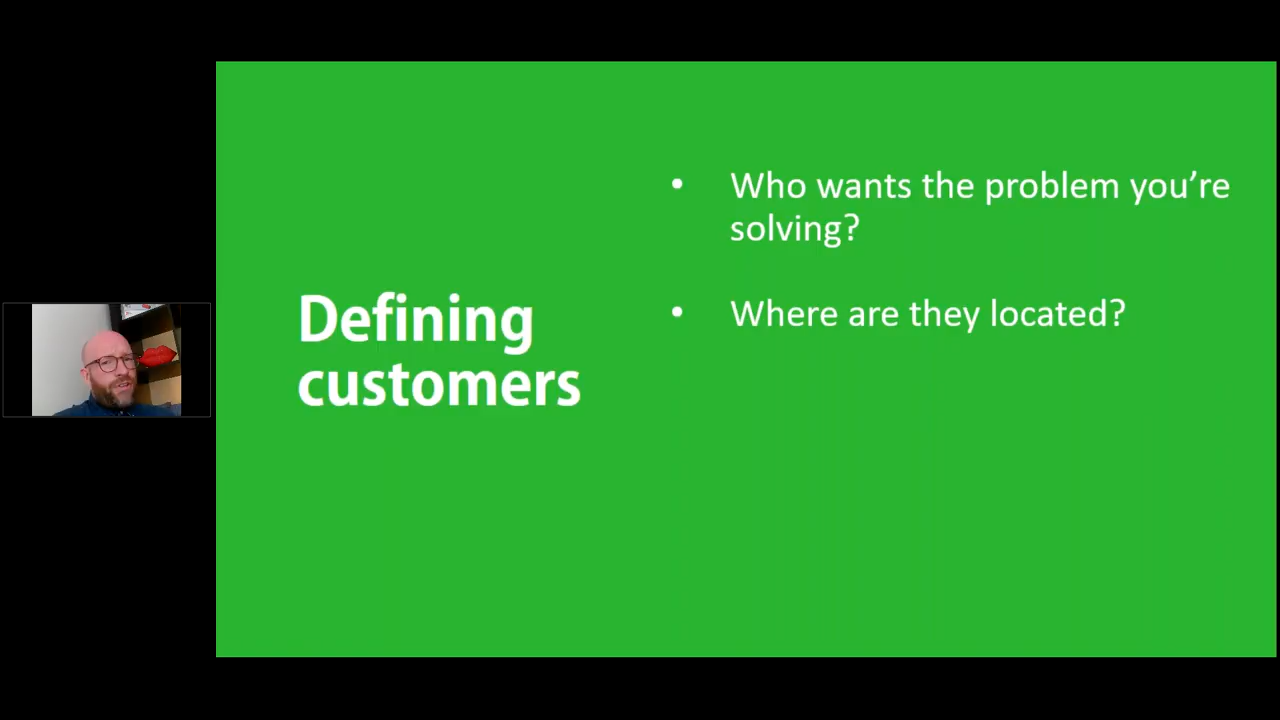 Defining
customers
• Who wants the problem you’re
solving?
• Where are they located?